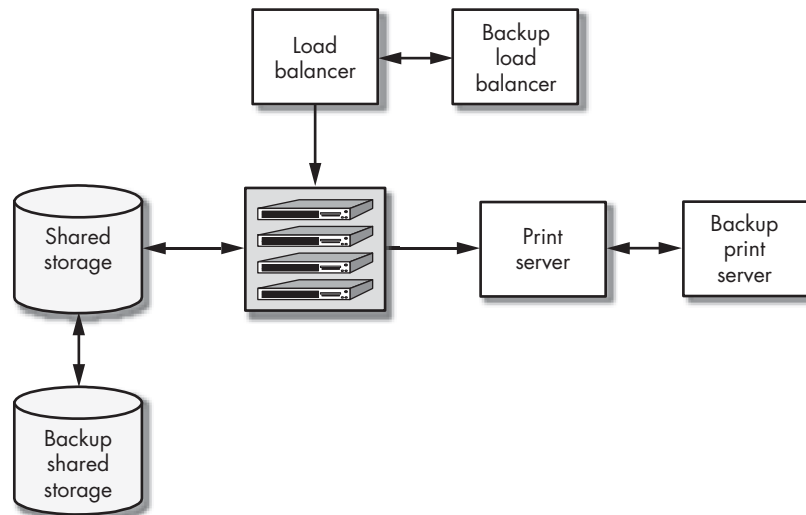 Load
balancer
Backup
load
balancer
Shared
storage
Print
server
Backup
print
server
Backup
shared
storage